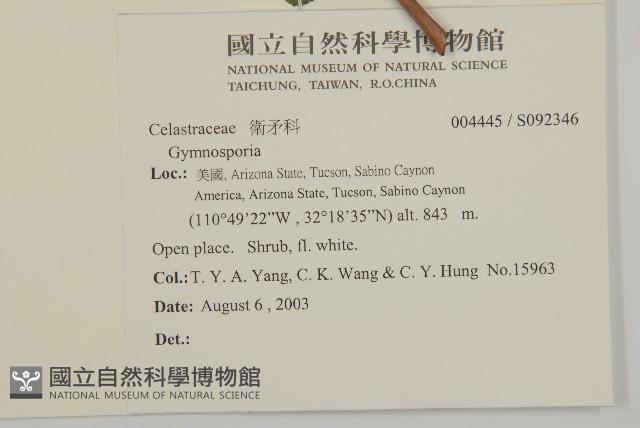 國立自然科學博物館
NATIONAL MUSEUM OF NATURAL SCIENCE
TAICHUNG, TAIWAN, R.O.CHINA
Celastraceae 衛矛科 004445 / S092346
Gymnosporia
Loc.: 美國, Arizona State, Tucson, Sabino Caynon
America, Arizona State, Tucson, Sabino Caynon
(110°49’22”W , 32°18’35”N) alt. 843 m.
Open place. Shrub, fl. white.
Col.: T. Y. A. Yang, C. K. Wang & C. Y. Hung No.15963
Date: August 6 , 2003
Det.:
國立自然科學博物館
NATIONAL MUSEUM OF NATURAL SCIENCE